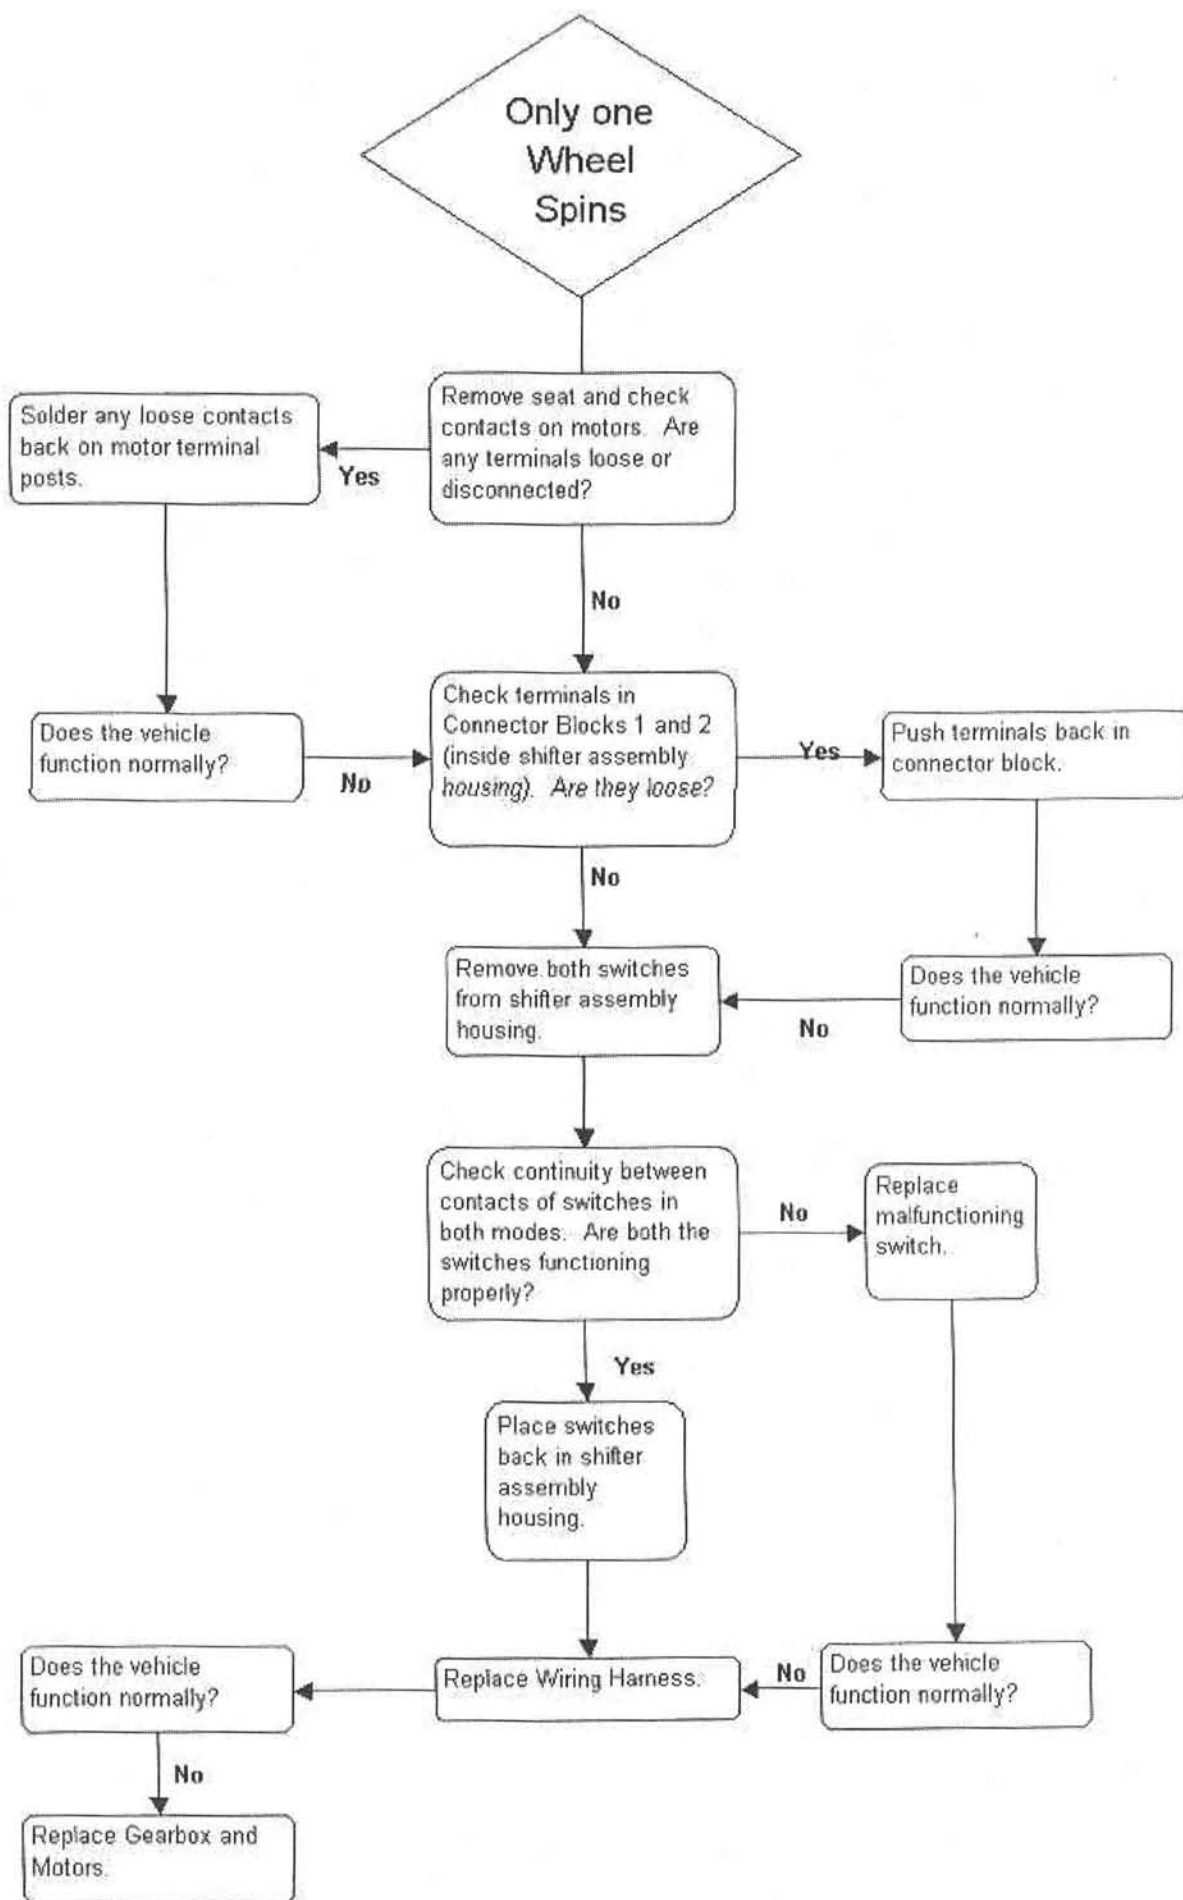 Only one
Wheel
Spins
Remove seat and check
contacts on motors. Are
any terminals loose or
disconnected?
Yes
Solder any loose contacts
back on motor terminal
posts.
No
Does the vehicle
function normally?
No
Check terminals in
Connector Blocks 1 and 2
(inside shifter assembly
housing). Are they loose?
Yes
Push terminals back in
connector block.
No
Remove both switches
from shifter assembly
housing.
No
Does the vehicle
function normally?
Check continuity between
contacts of switches in
both modes. Are both the
switches functioning
properly?
No
Replace
malfunctioning
switch.
Yes
Place switches
back in shifter
assembly
housing.
Does the vehicle
function normally?
Replace Wiring Harness.
No
Does the vehicle
function normally?
No
Replace Gearbox and
Motors.